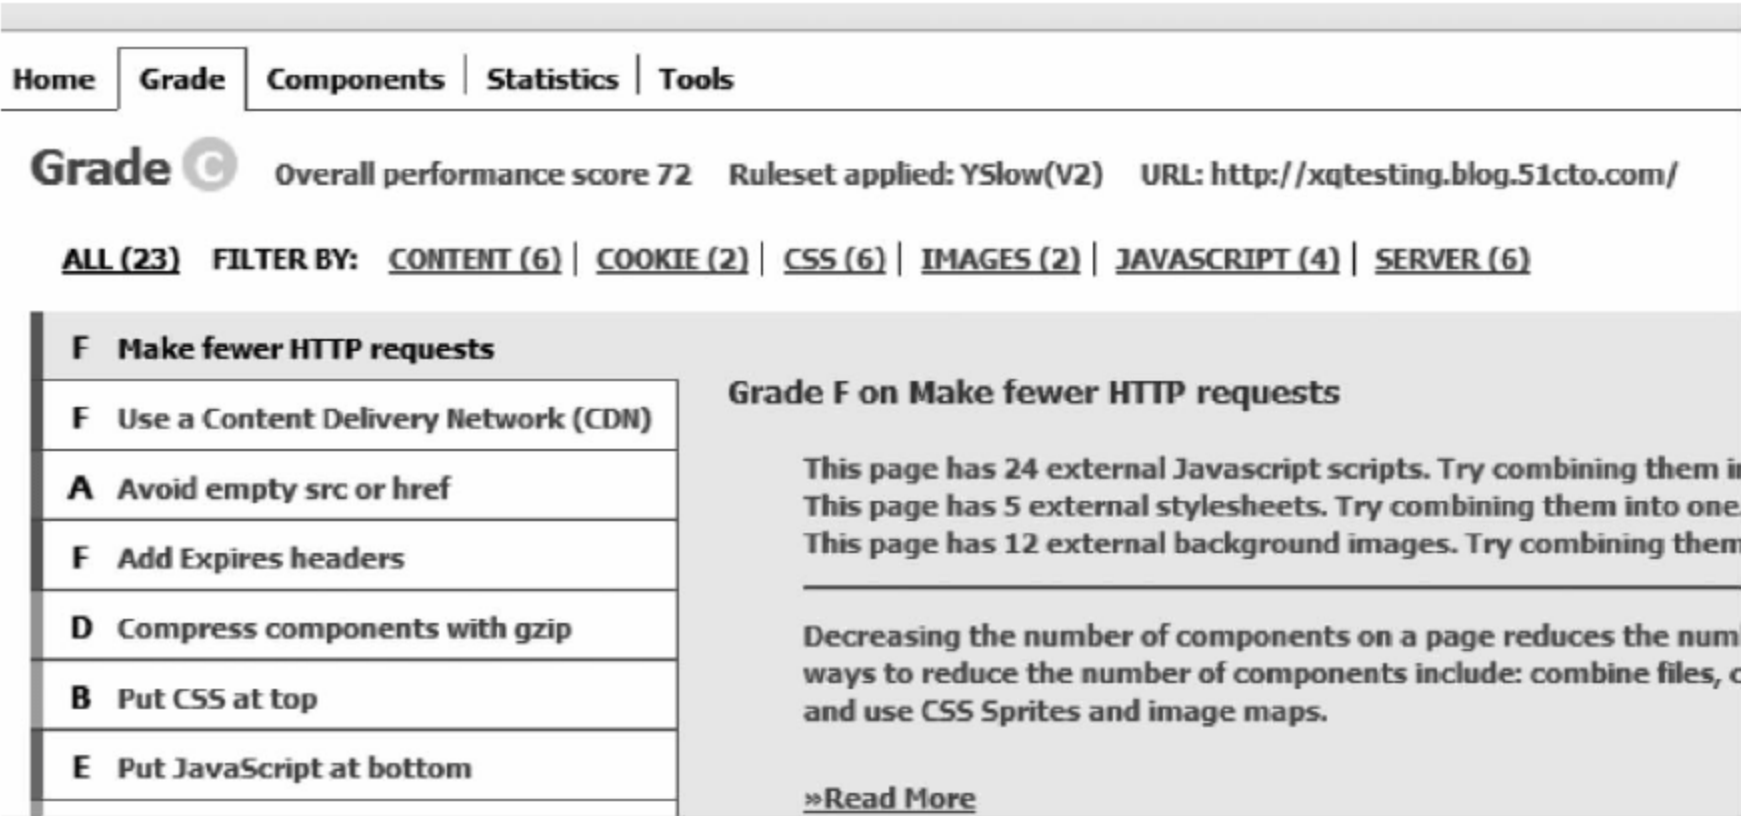 Home Grade Components Statistics Tools
Grade C Overall performance score 72 Ruleset applied: YSlow(V2) URL: http://xqtesting.blog.51cto.com/
ALL (23) FILTER BY: CONTENT (6) | COOKIE (2) | CSS (6) | IMAGES (2) | JAVASCRIPT (4) | SERVER (6)
F Make fewer HTTP requests
F Use a Content Delivery Network (CDN)
A Avoid empty src or href
F Add Expires headers
D Compress components with gzip
B Put CSS at top
E Put JavaScript at bottom
Grade F on Make fewer HTTP requests
This page has 24 external Javascript scripts. Try combining them
This page has 5 external stylesheets. Try combining them into one.
This page has 12 external background images. Try combining them
Decreasing the number of components on a page reduces the
ways to reduce the number of components include: combine files,
and use CSS Sprites and image maps.
»Read More